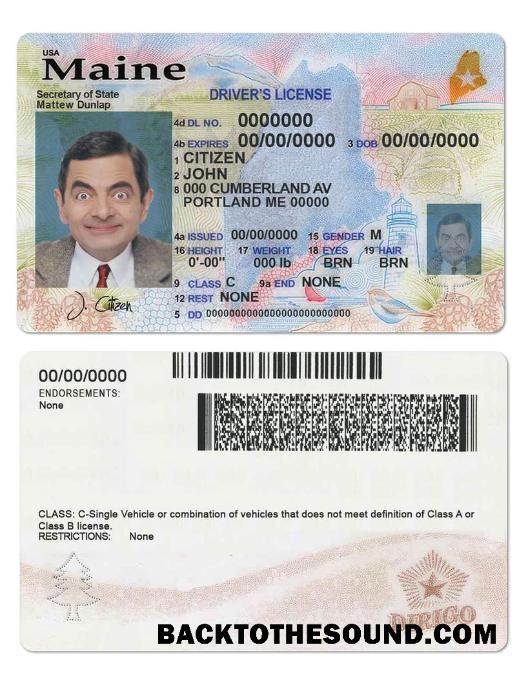 USA
Maine
Secretary of State
Mattew Dunlap
DRIVER'S LICENSE
4d DL NO. 0000000
4b EXPIRES 00/00/0000 3 DOB 00/00/0000
1 CITIZEN
2 JOHN
8 000 CUMBERLAND AV
PORTLAND ME 00000
4a ISSUED 00/00/0000 15 GENDER M
16 HEIGHT 17 WEIGHT 18 EYES 19 HAIR
0'-00" 000 lb BRN BRN
9 CLASS C 9a END NONE
12 REST NONE
5 DD 0000000000000000000000000
J. Citizen
00/00/0000
ENDORSEMENTS:
None
CLASS: C-Single Vehicle or combination of vehicles that does not meet definition of Class A or
Class B license.
RESTRICTIONS: None
DIRIGO
BACKTOTHESOUND.COM